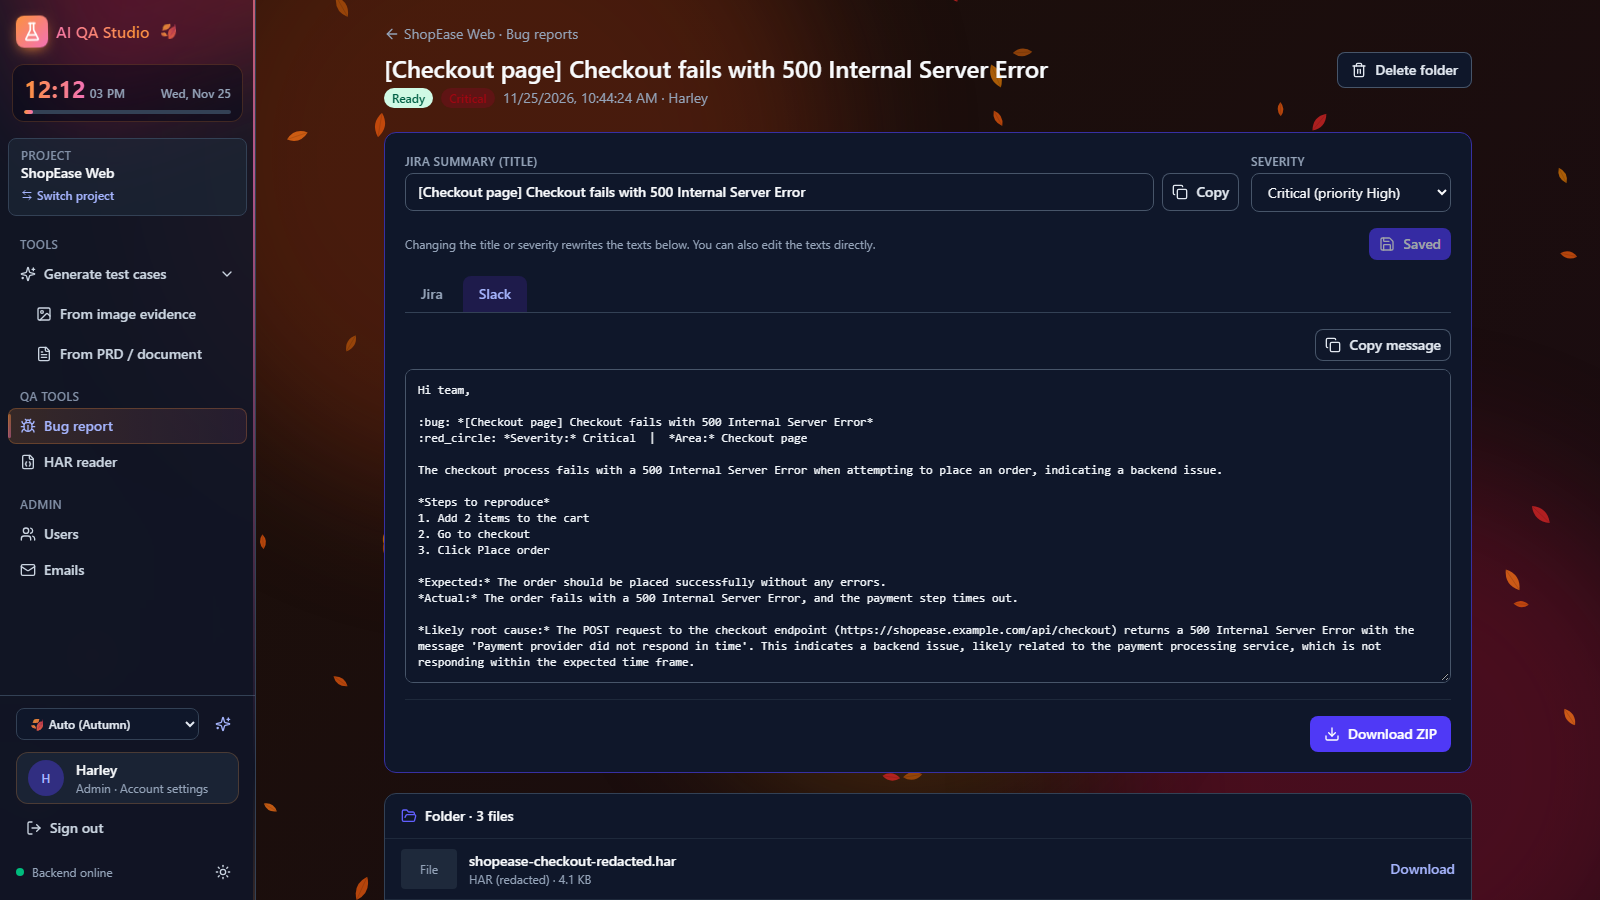 AI QA Studio
12:12 03 PM
Wed, Nov 25
PROJECT
ShopEase Web
Switch project
TOOLS
Generate test cases
From image evidence
From PRD / document
QA TOOLS
Bug report
HAR reader
ADMIN
Users
Emails
Auto (Autumn)
H
Harley
Admin · Account settings
Sign out
Backend online
ShopEase Web · Bug reports
[Checkout page] Checkout fails with 500 Internal Server Error
Delete folder
Ready Critical 11/25/2026, 10:44:24 AM · Harley
JIRA SUMMARY (TITLE)
SEVERITY
[Checkout page] Checkout fails with 500 Internal Server Error
Copy
Critical (priority High)
Changing the title or severity rewrites the texts below. You can also edit the texts directly.
Saved
Jira
Slack
Copy message
Hi team,
:bug: *[Checkout page] Checkout fails with 500 Internal Server Error*
:red_circle: *Severity:* Critical | *Area:* Checkout page
The checkout process fails with a 500 Internal Server Error when attempting to place an order, indicating a backend issue.
*Steps to reproduce*
1. Add 2 items to the cart
2. Go to checkout
3. Click Place order
*Expected:* The order should be placed successfully without any errors.
*Actual:* The order fails with a 500 Internal Server Error, and the payment step times out.
*Likely root cause:* The POST request to the checkout endpoint (https://shopease.example.com/api/checkout) returns a 500 Internal Server Error with the
message 'Payment provider did not respond in time'. This indicates a backend issue, likely related to the payment processing service, which is not
responding within the expected time frame.
Download ZIP
Folder · 3 files
File
shopease-checkout-redacted.har
HAR (redacted) · 4.1 KB
Download